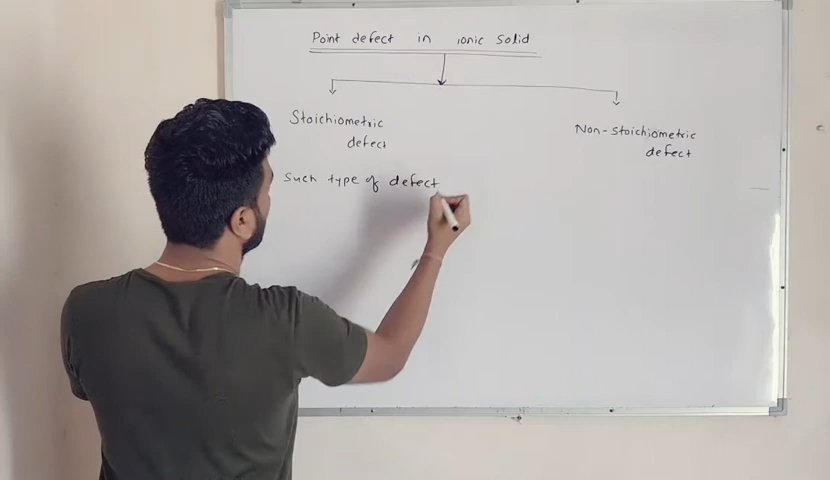 Point defect in ionic solid
Stoichiometric
defect
Non-stoichiometric
defect
Such type of defect